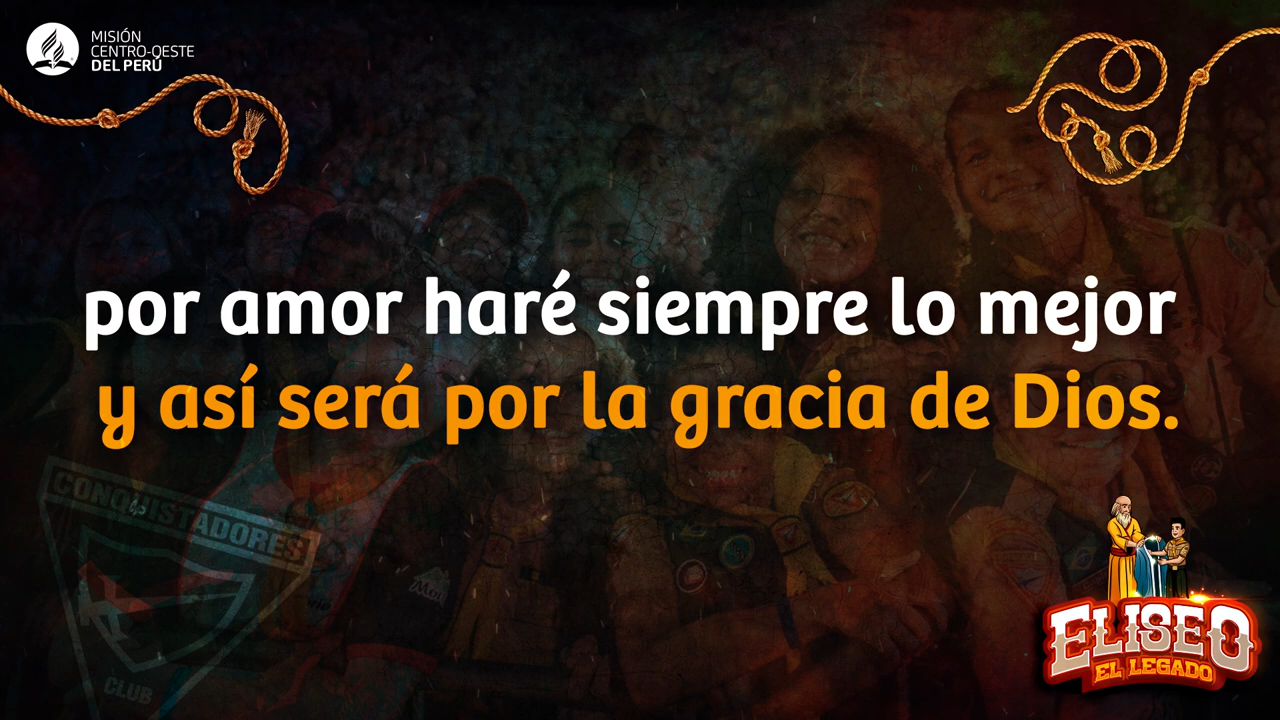 MISIÓN
CENTRO-OESTE
DEL PERÚ
por amor haré siempre lo mejor
y así será por la gracia de Dios.
CONQUISTADORES
CLUB
ELISEO
EL LEGADO